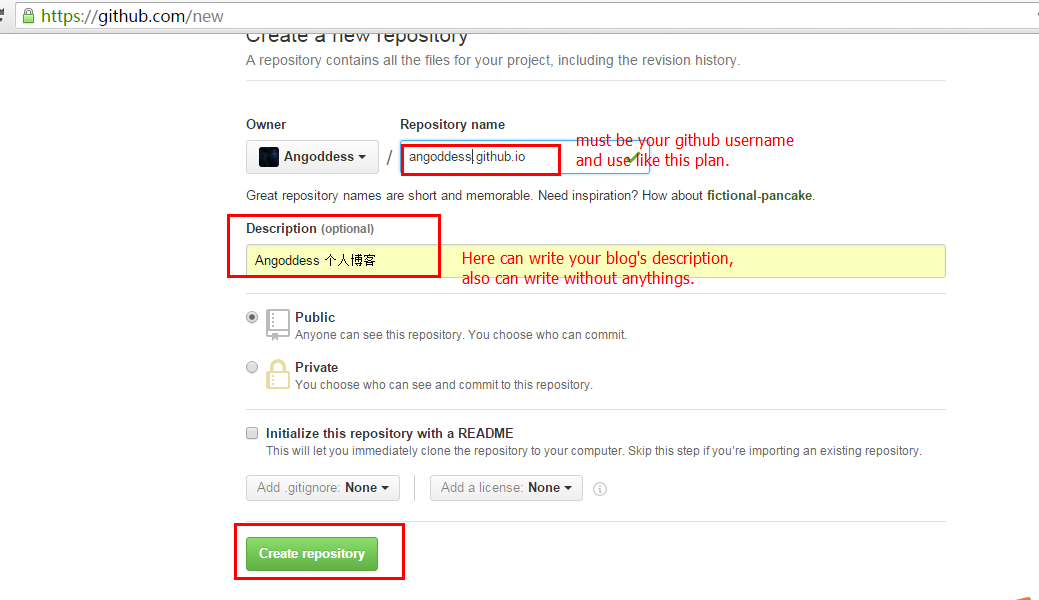 https://github.com/new
Create a new repository
A repository contains all the files for your project, including the revision history.
Owner
Repository name
Angoddess
/
angoddess.github.io
must be your github username
and use like this plan.
Great repository names are short and memorable. Need inspiration? How about fictional-pancake.
Description (optional)
Angoddess 个人博客
Here can write your blog's description,
also can write without anythings.
Public
Anyone can see this repository. You choose who can commit.
Private
You choose who can see and commit to this repository.
Initialize this repository with a README
This will let you immediately clone the repository to your computer. Skip this step if you’re importing an existing repository.
Add .gitignore: None
Add a license: None
Create repository